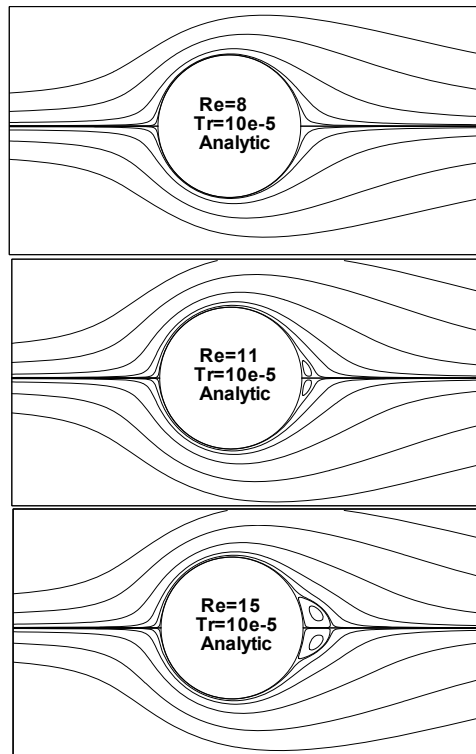 Re=8
Tr=10e-5
Analytic
Re=11
Tr=10e-5
Analytic
Re=15
Tr=10e-5
Analytic